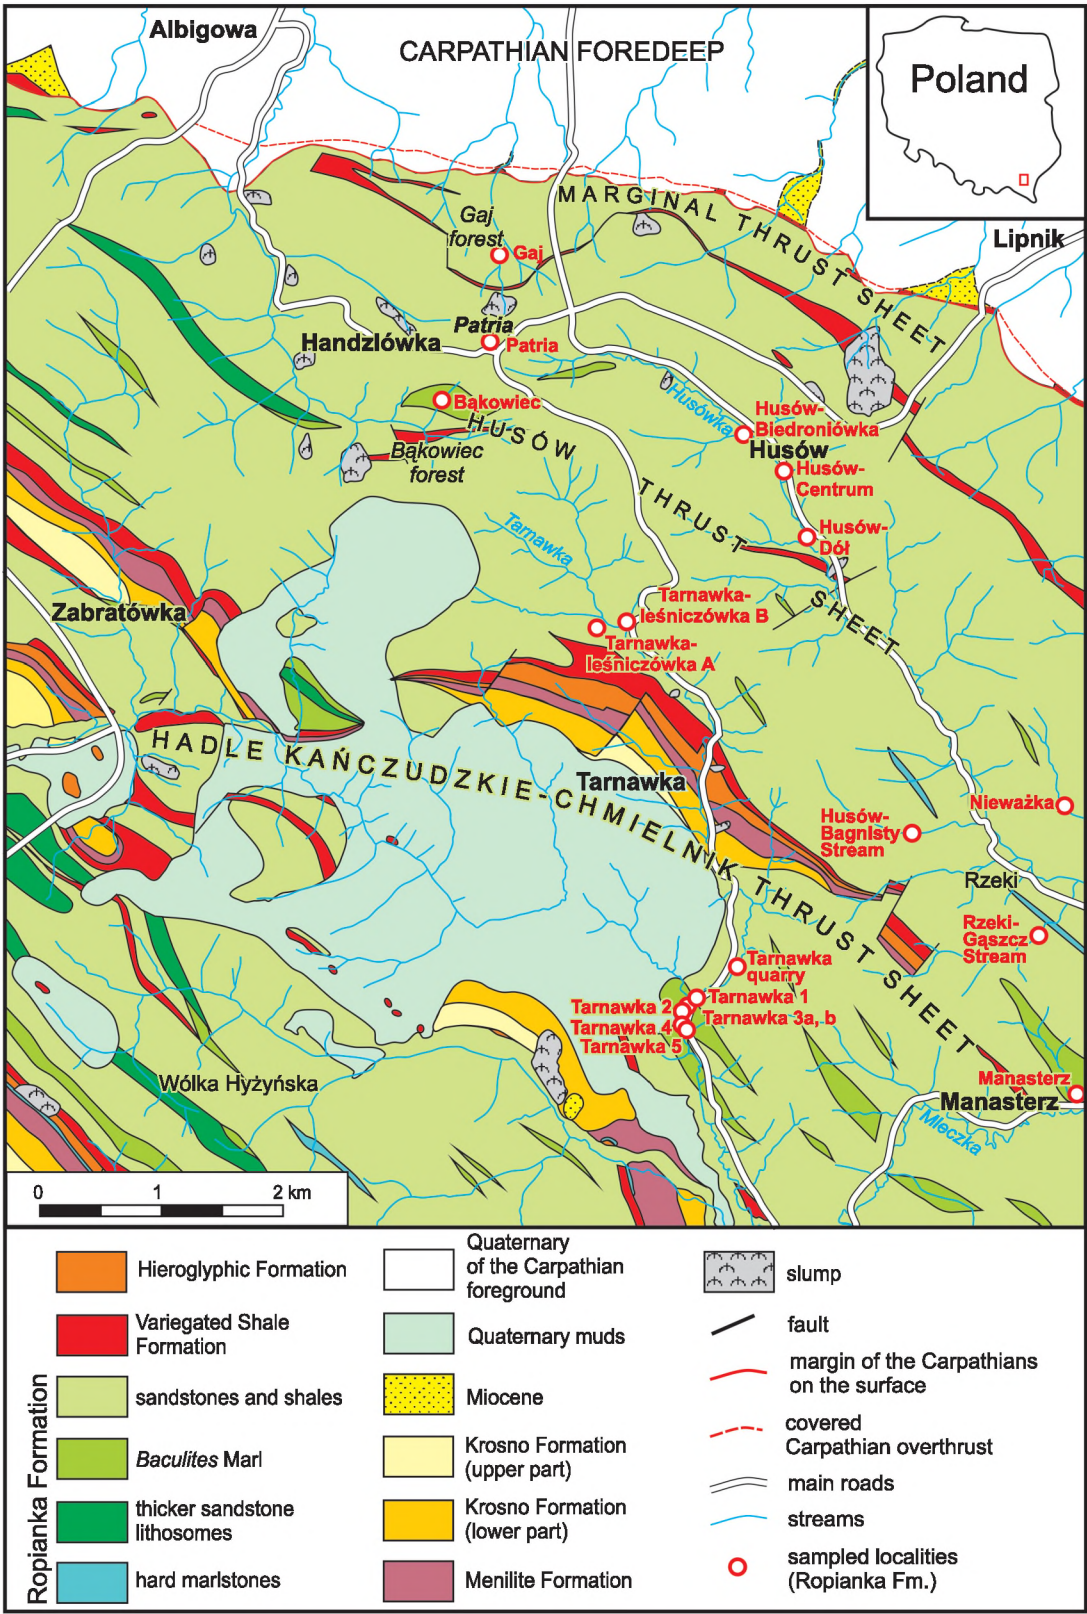 Albigowa
CARPATHIAN FOREDEEP
Poland
Lipnik
MARGINAL THRUST SHEET
Gaj
forest
Gaj
Patria
Patria
Handzlówka
Bąkowiec
HUSÓW THRUST SHEET
Bąkowiec
forest
Husówka
Husów-
Biedroniówka
Husów
Husów-
Centrum
Husów-
Dół
Tarnawka
Tarnawka-
leśniczówka B
Tarnawka-
leśniczówka A
Zabratówka
HADLE KAŃCZUDZKIE-CHMIELNIK THRUST SHEET
Tarnawka
Nieważka
Husów-
Bagnisty
Stream
Rzeki
Rzeki-
Gąszcz
Stream
Tarnawka
quarry
Tarnawka 1
Tarnawka 2
Tarnawka 3a, b
Tarnawka 4
Tarnawka 5
Wólka Hyżyńska
Manasterz
Manasterz
Mleczka
0 1 2 km
Ropianka Formation
Hieroglyphic Formation
Variegated Shale
Formation
sandstones and shales
Baculites Marl
thicker sandstone
lithosomes
hard marlstones
Quaternary
of the Carpathian
foreground
Quaternary muds
Miocene
Krosno Formation
(upper part)
Krosno Formation
(lower part)
Menilite Formation
slump
fault
margin of the Carpathians
on the surface
covered
Carpathian overthrust
main roads
streams
sampled localities
(Ropianka Fm.)